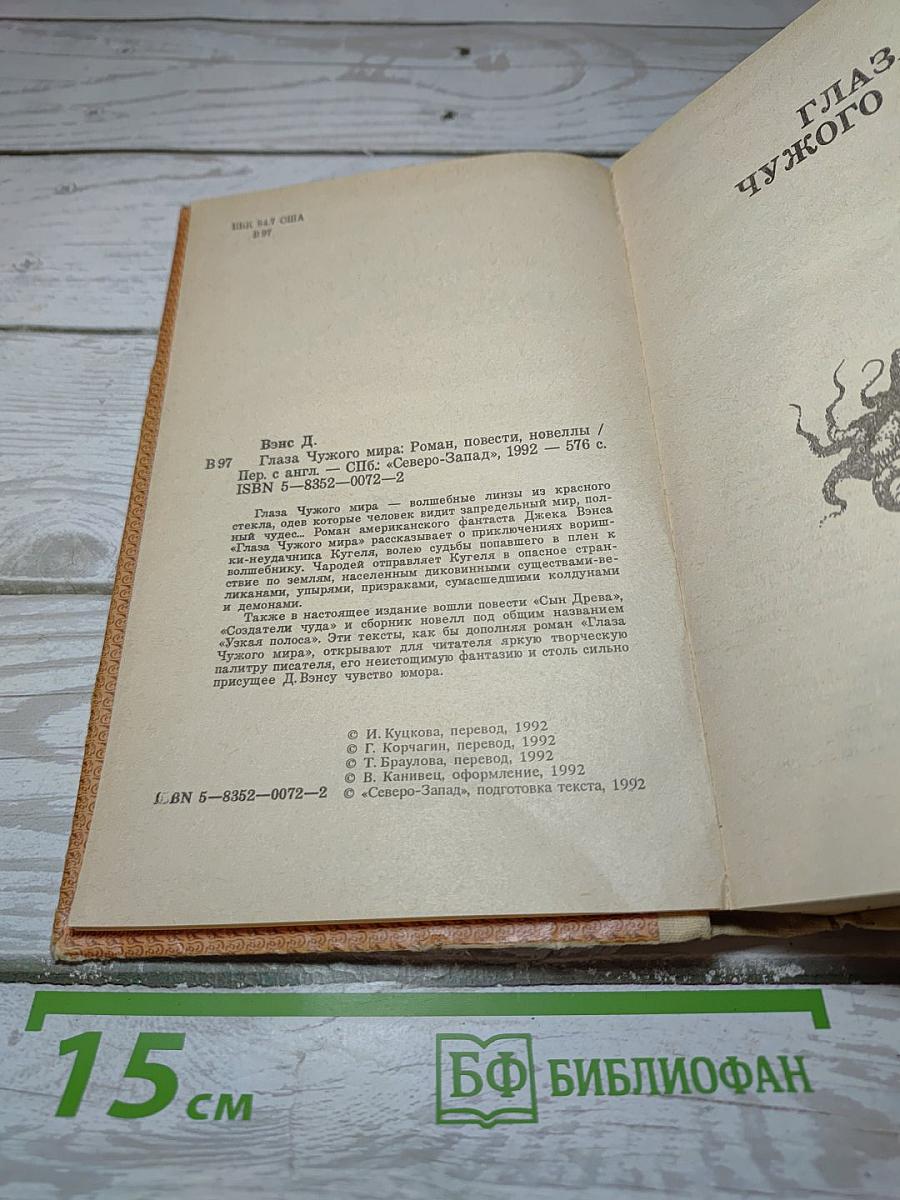 ББК 84.7 США
В 97
Вэнс Д.
В 97 Глаза Чужого мира: Роман, повести, новеллы /
Пер. с англ. — СПб.: «Северо-Запад», 1992 — 576 с.
ISBN 5—8352—0072—2
Глаза Чужого мира — волшебные линзы из красного
стекла, одев которые человек видит запредельный мир, пол-
ный чудес... Роман американского фантаста Джека Вэнса
«Глаза Чужого мира» рассказывает о приключениях вориш-
ки-неудачника Кугеля, волею судьбы попавшего в плен к
волшебнику. Чародей отправляет Кугеля в опасное стран-
ствие по землям, населенным диковинными существами-ве-
ликанами, упырями, призраками, сумасшедшими колдунами
и демонами.
Также в настоящее издание вошли повести «Сын Древа»,
«Создатели чуда» и сборник новелл под общим названием
«Узкая полоса». Эти тексты, как бы дополняя роман «Глаза
Чужого мира», открывают для читателя яркую творческую
палитру писателя, его неистощимую фантазию и столь сильно
присущее Д. Вэнсу чувство юмора.
© И. Куцкова, перевод, 1992
© Г. Корчагин, перевод, 1992
© Т. Браулова, перевод, 1992
© В. Канивец, оформление, 1992
ISBN 5—8352—0072—2 © «Северо-Запад», подготовка текста, 1992
ГЛАЗ
ЧУЖОГО
15 см
БФ БИБЛИОФАН